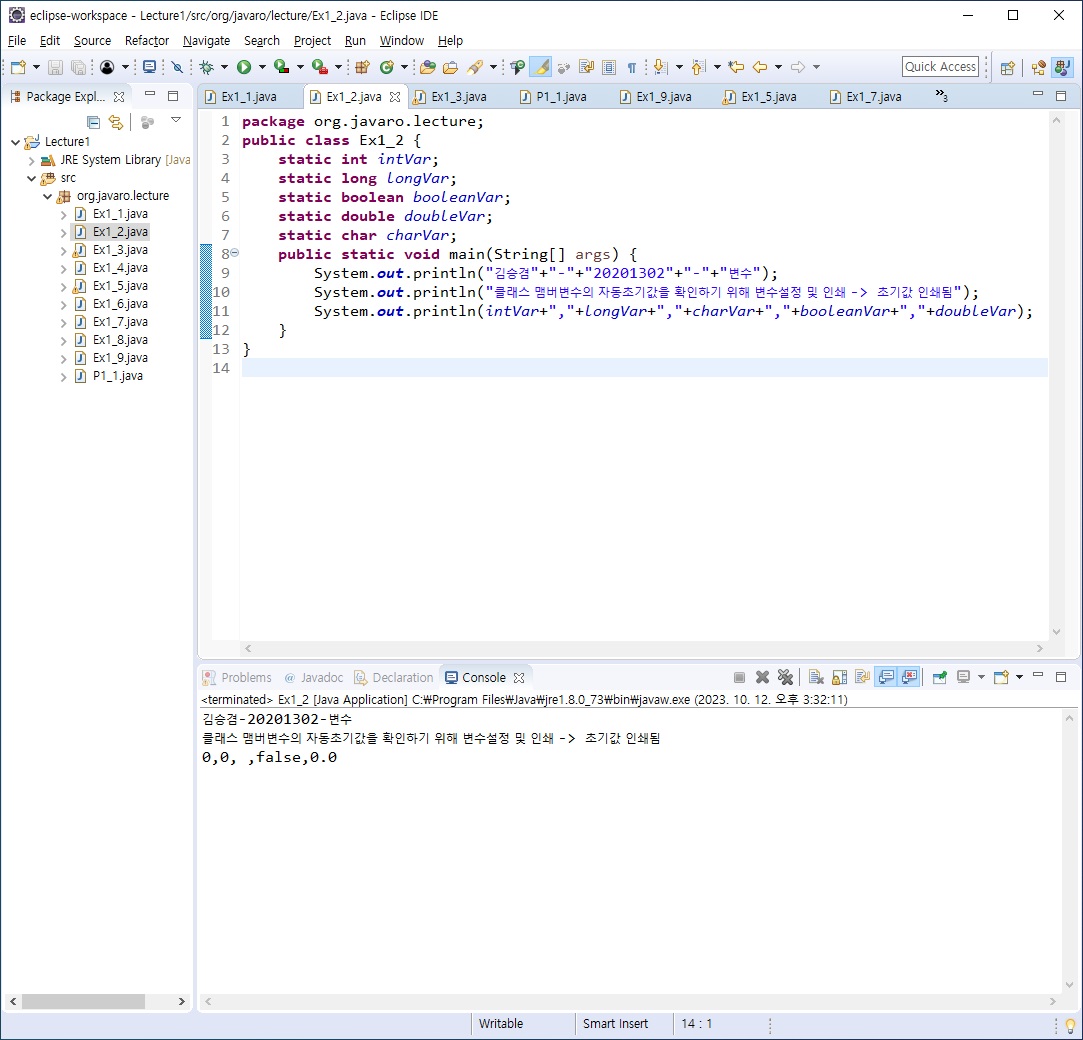 eclipse-workspace - Lecture1/src/org/javaro/lecture/Ex1_2.java - Eclipse IDE
File Edit Source Refactor Navigate Search Project Run Window Help
Quick Access
Package Expl...
Ex1_1.java Ex1_2.java Ex1_3.java P1_1.java Ex1_9.java Ex1_5.java Ex1_7.java »3
Lecture1
JRE System Library [Java
src
org.javaro.lecture
Ex1_1.java
Ex1_2.java
Ex1_3.java
Ex1_4.java
Ex1_5.java
Ex1_6.java
Ex1_7.java
Ex1_8.java
Ex1_9.java
P1_1.java
1 package org.javaro.lecture;
2 public class Ex1_2 {
3 static int intVar;
4 static long longVar;
5 static boolean booleanVar;
6 static double doubleVar;
7 static char charVar;
8 public static void main(String[] args) {
9 System.out.println("김승겸"+"-"+"20201302"+"-"+"변수");
10 System.out.println("클래스 맴버변수의 자동초기값을 확인하기 위해 변수설정 및 인쇄 -> 초기값 인쇄됨");
11 System.out.println(intVar+","+longVar+","+charVar+","+booleanVar+","+doubleVar);
12 }
13 }
14
Problems @ Javadoc Declaration Console
<terminated> Ex1_2 [Java Application] C:₩Program Files₩Java₩jre1.8.0_73₩bin₩javaw.exe (2023. 10. 12. 오후 3:32:11)
김승겸-20201302-변수
클래스 맴버변수의 자동초기값을 확인하기 위해 변수설정 및 인쇄 -> 초기값 인쇄됨
0,0, ,false,0.0
Writable Smart Insert 14 : 1